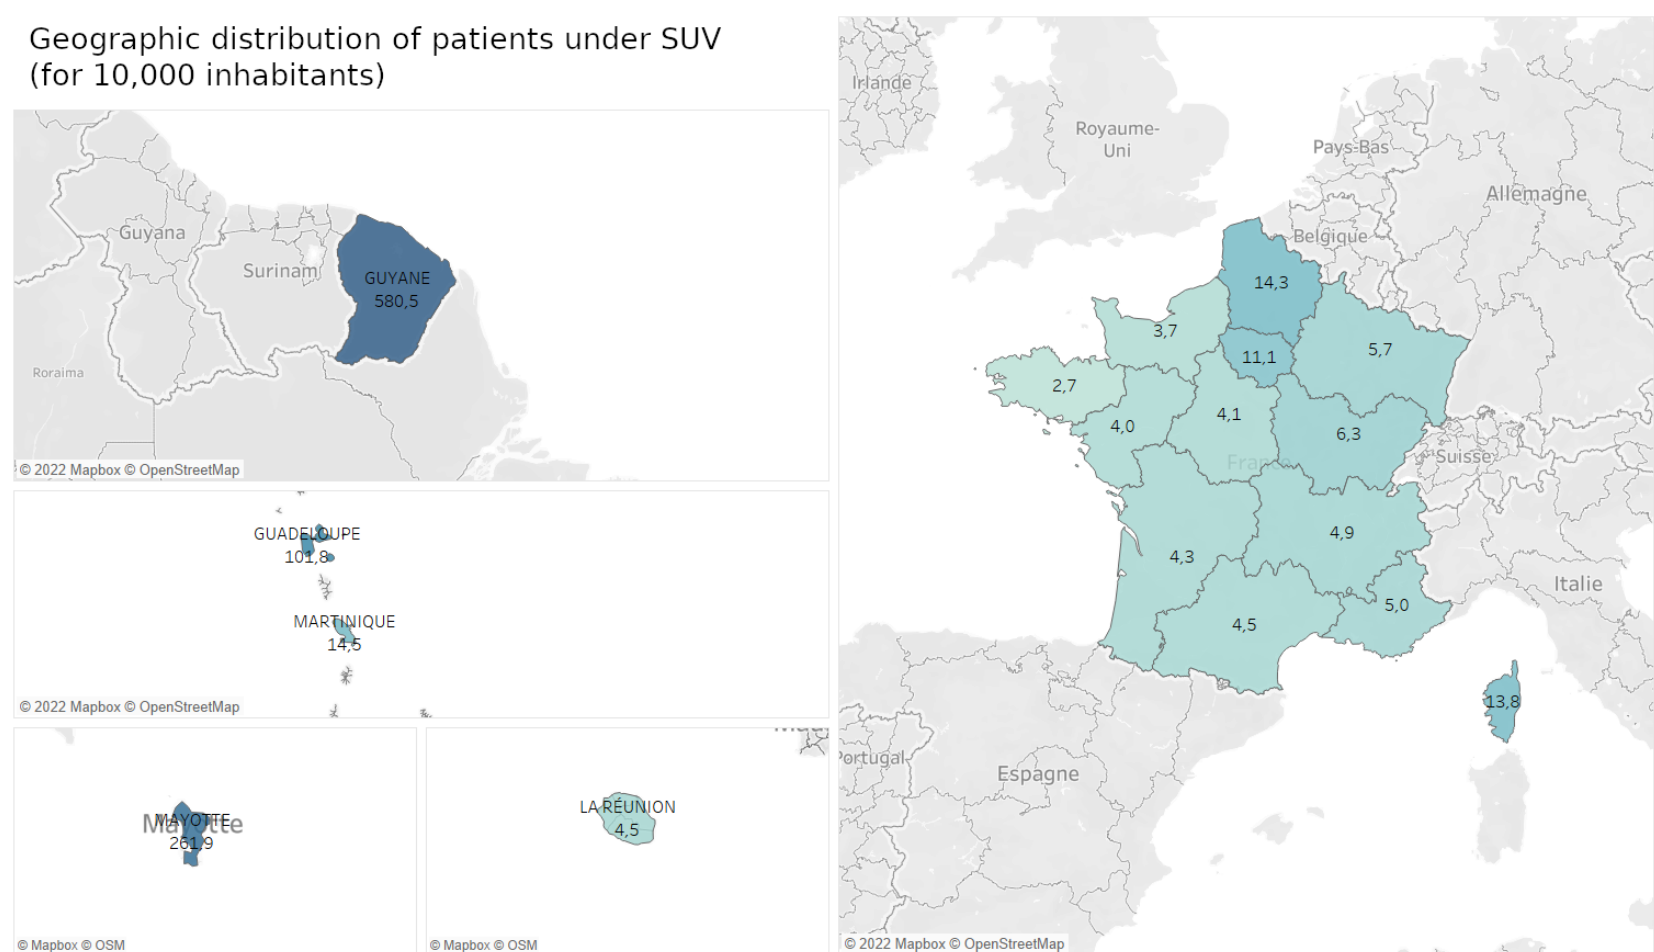 Geographic distribution of patients under SUV
(for 10,000 inhabitants)
Guyana
Surinam
GUYANE
580,5
Roraima
© 2022 Mapbox © OpenStreetMap
GUADELOUPE
101,8
MARTINIQUE
14,5
© 2022 Mapbox © OpenStreetMap
Mayotte
MAYOTTE
261,9
© Mapbox © OSM
LA RÉUNION
4,5
© Mapbox © OSM
Irlande
Royaume-
Uni
Pays-Bas
Allemagne
Belgique
14,3
3,7
11,1
5,7
2,7
4,0
4,1
6,3
France
Suisse
4,9
4,3
Italie
5,0
4,5
13,8
Portugal
Espagne
© 2022 Mapbox © OpenStreetMap